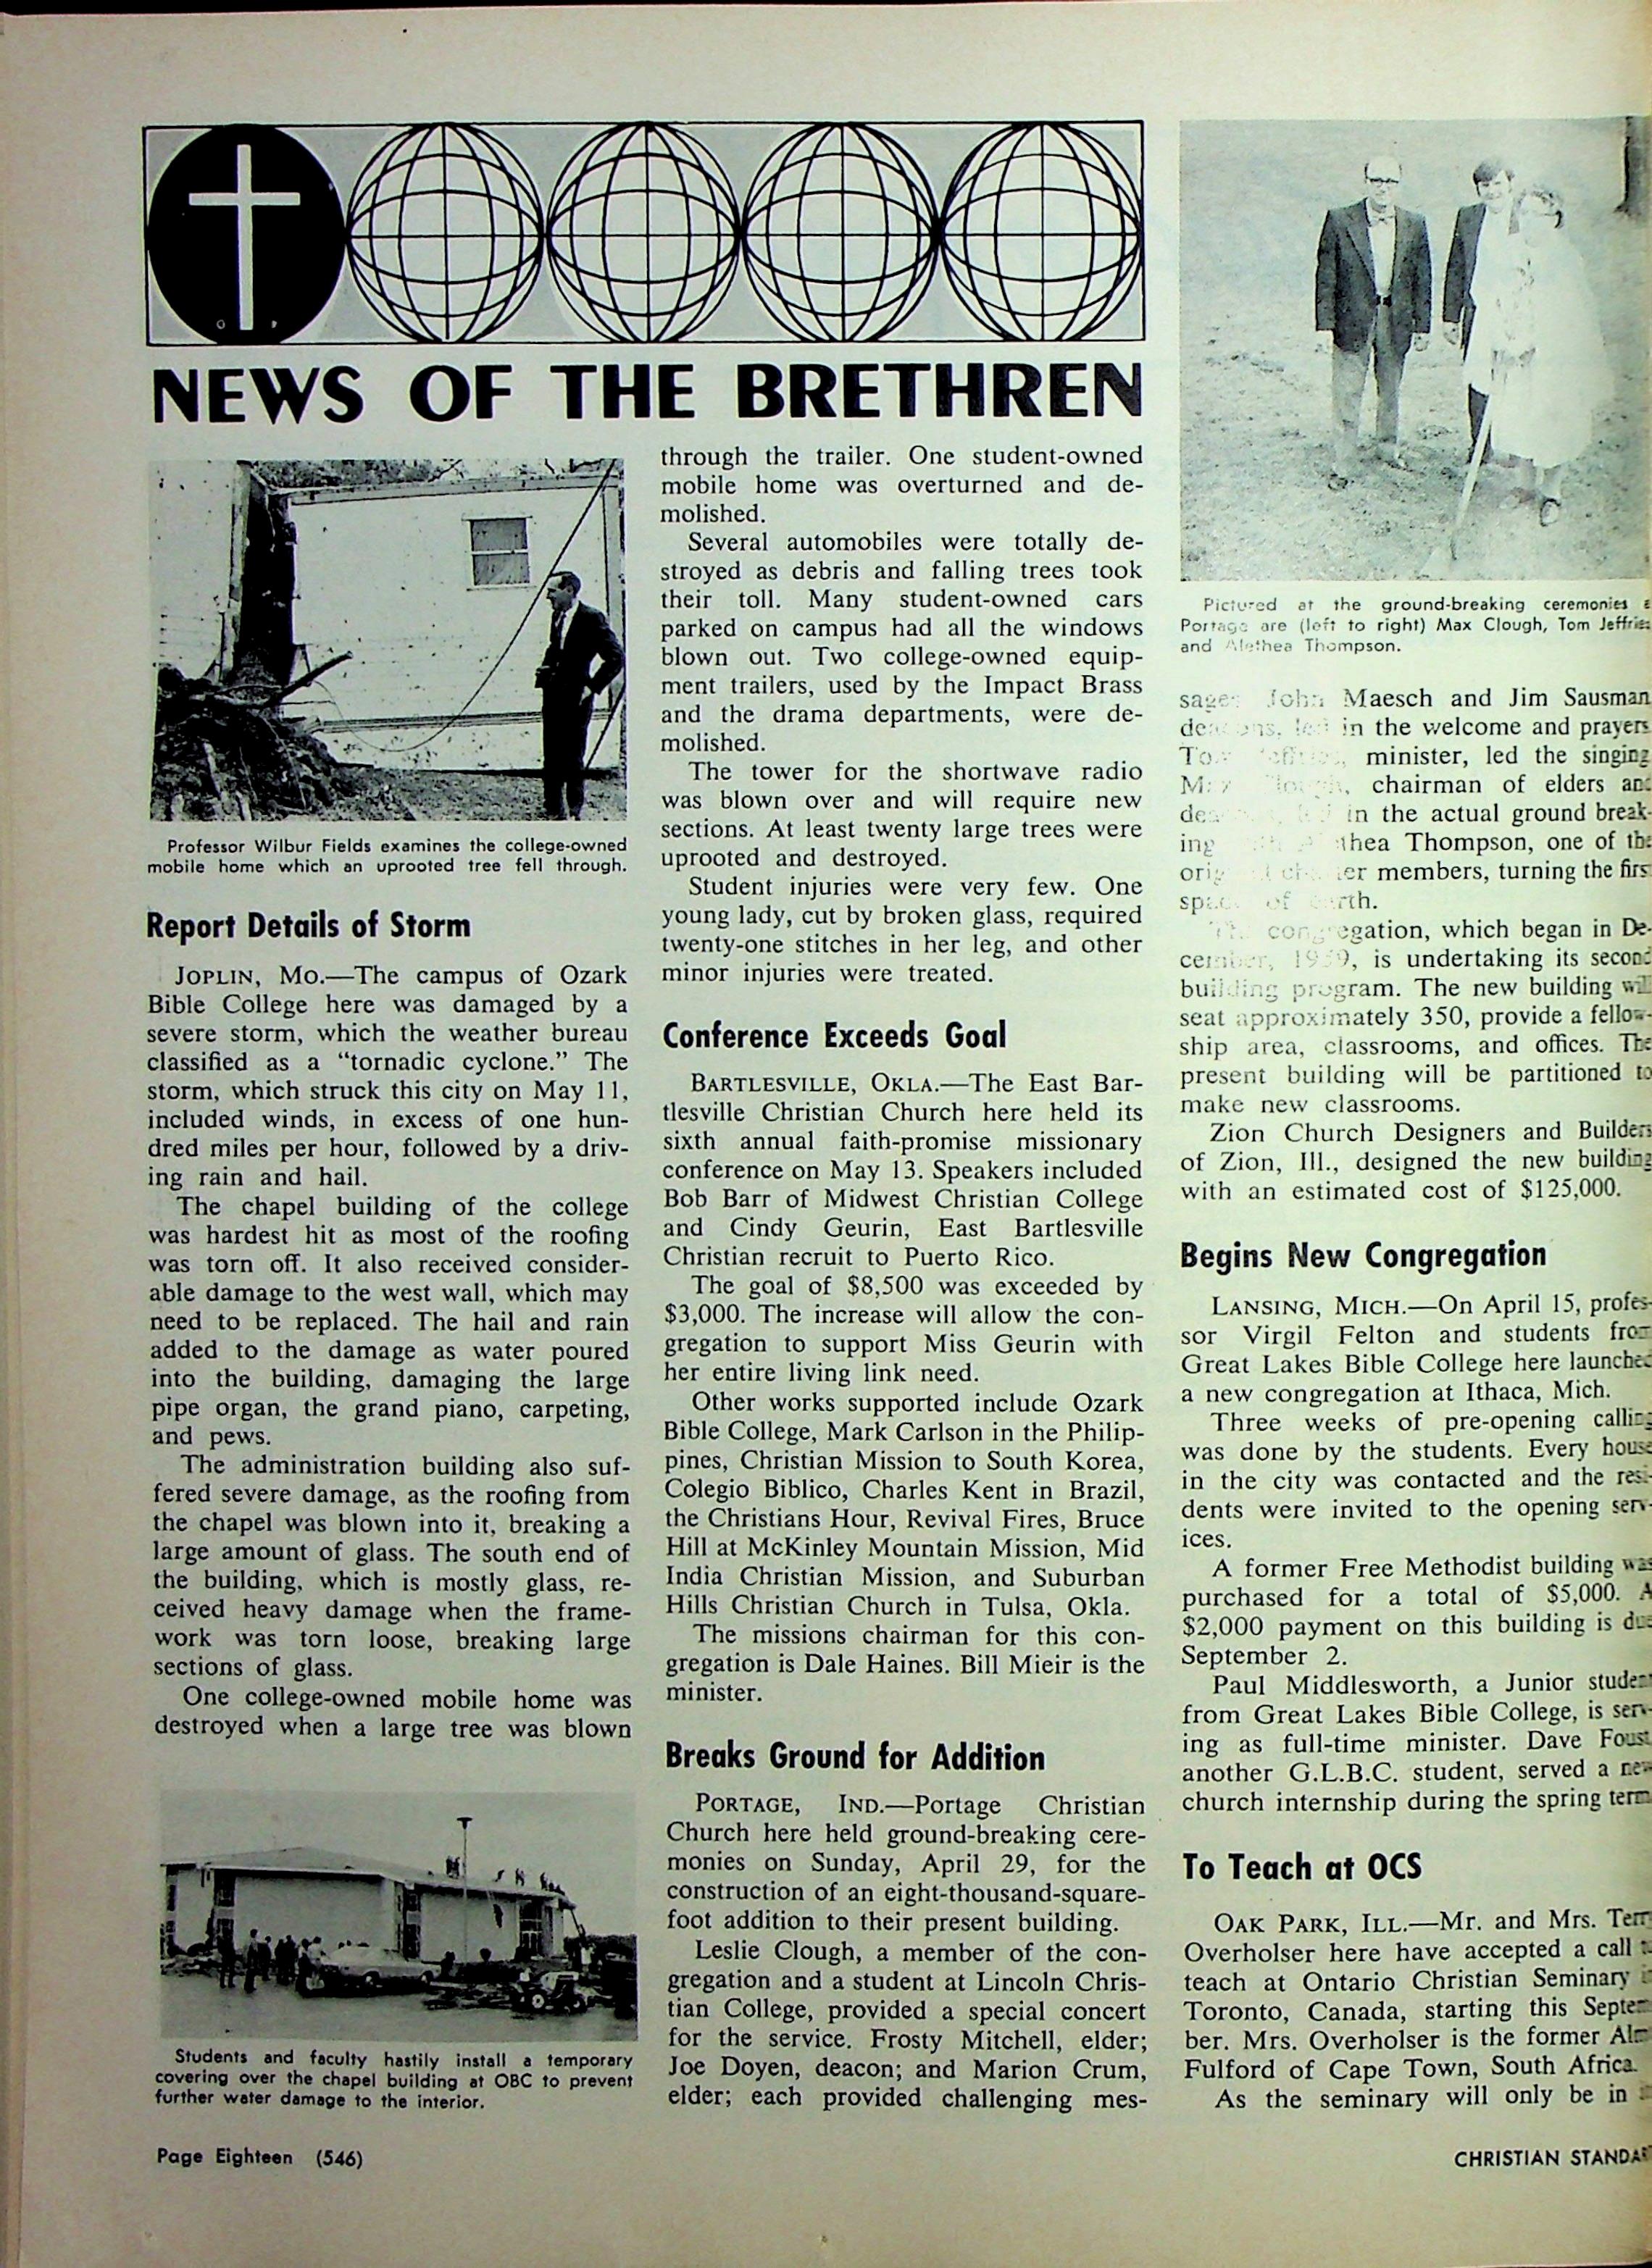 NEWS OF THE BRETHREN
Professor Wilbur Fields examines the college-owned
mobile home which an uprooted tree fell through.
Report Details of Storm
JOPLIN, MO.—The campus of Ozark
Bible College here was damaged by a
severe storm, which the weather bureau
classified as a “tornadic cyclone.” The
storm, which struck this city on May 11,
included winds, in excess of one hun-
dred miles per hour, followed by a driv-
ing rain and hail.
The chapel building of the college
was hardest hit as most of the roofing
was torn off. It also received consider-
able damage to the west wall, which may
need to be replaced. The hail and rain
added to the damage as water poured
into the building, damaging the large
pipe organ, the grand piano, carpeting,
and pews.
The administration building also suf-
fered severe damage, as the roofing from
the chapel was blown into it, breaking a
large amount of glass. The south end of
the building, which is mostly glass, re-
ceived heavy damage when the frame-
work was torn loose, breaking large
sections of glass.
One college-owned mobile home was
destroyed when a large tree was blown
Students and faculty hastily install a temporary
covering over the chapel building at OBC to prevent
further water damage to the interior.
through the trailer. One student-owned
mobile home was overturned and de-
molished.
Several automobiles were totally de-
stroyed as debris and falling trees took
their toll. Many student-owned cars
parked on campus had all the windows
blown out. Two college-owned equip-
ment trailers, used by the Impact Brass
and the drama departments, were de-
molished.
The tower for the shortwave radio
was blown over and will require new
sections. At least twenty large trees were
uprooted and destroyed.
Student injuries were very few. One
young lady, cut by broken glass, required
twenty-one stitches in her leg, and other
minor injuries were treated.
Conference Exceeds Goal
BARTLESVILLE, OKLA.—The East Bar-
tlesville Christian Church here held its
sixth annual faith-promise missionary
conference on May 13. Speakers included
Bob Barr of Midwest Christian College
and Cindy Geurin, East Bartlesville
Christian recruit to Puerto Rico.
The goal of $8,500 was exceeded by
$3,000. The increase will allow the con-
gregation to support Miss Geurin with
her entire living link need.
Other works supported include Ozark
Bible College, Mark Carlson in the Philip-
pines, Christian Mission to South Korea,
Colegio Biblico, Charles Kent in Brazil,
the Christians Hour, Revival Fires, Bruce
Hill at McKinley Mountain Mission, Mid
India Christian Mission, and Suburban
Hills Christian Church in Tulsa, Okla.
The missions chairman for this con-
gregation is Dale Haines. Bill Mieir is the
minister.
Breaks Ground for Addition
PORTAGE, IND.—Portage Christian
Church here held ground-breaking cere-
monies on Sunday, April 29, for the
construction of an eight-thousand-square-
foot addition to their present building.
Leslie Clough, a member of the con-
gregation and a student at Lincoln Chris-
tian College, provided a special concert
for the service. Frosty Mitchell, elder;
Joe Doyen, deacon; and Marion Crum,
elder; each provided challenging mes-
Pictured at the ground-breaking ceremonies
Portage are (left to right) Max Clough, Tom Jeffries
and Alethea Thompson.
John Maesch and Jim Sausman
in the welcome and prayers
minister, led the singing
chairman of elders and
in the actual ground break-
ing Thompson, one of the
members, turning the
of earth.
congregation, which began in De-
cember, 1959, is undertaking its second
building program. The new building will
seat approximately 350, provide a fellow-
ship area, classrooms, and offices. The
present building will be partitioned to
make new classrooms.
Zion Church Designers and Builders
of Zion, Ill., designed the new building
with an estimated cost of $125,000.
Begins New Congregation
LANSING, MICH.—On April 15, profes-
sor Virgil Felton and students from
Great Lakes Bible College here launched
a new congregation at Ithaca, Mich.
Three weeks of pre-opening calling
was done by the students. Every house
in the city was contacted and the resi-
dents were invited to the opening serv-
ices.
A former Free Methodist building was
purchased for a total of $5,000. A
$2,000 payment on this building is due
September 2.
Paul Middlesworth, a Junior student
from Great Lakes Bible College, is serv-
ing as full-time minister. Dave
another G.L.B.C. student, served a new
church internship during the spring term
To Teach at OCS
OAK PARK, ILL.—Mr. and Mrs.
Overholser here have accepted a call
teach at Ontario Christian Seminary
Toronto, Canada, starting this Septem-
ber. Mrs. Overholser is the former
Fulford of Cape Town, South Africa.
As the seminary will only be in
Page Eighteen (546)
CHRISTIAN